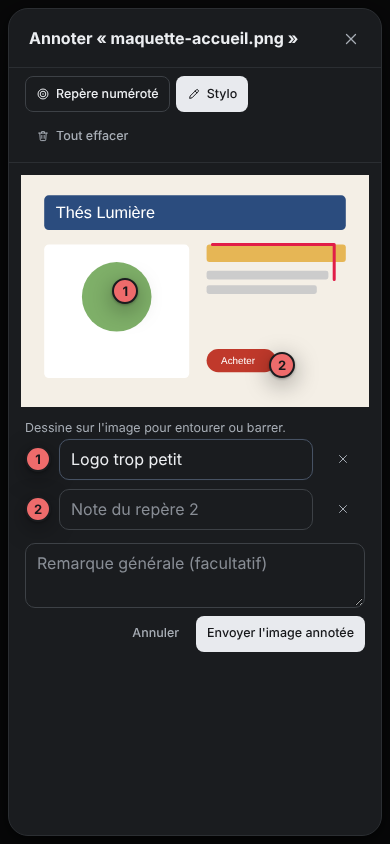 Annoter « maquette-accueil.png »
Repère numéroté
Stylo
Tout effacer
Thés Lumière
1
Acheter
2
Dessine sur l'image pour entourer ou barrer.
1 Logo trop petit
2 Note du repère 2
Remarque générale (facultatif)
Annuler
Envoyer l'image annotée